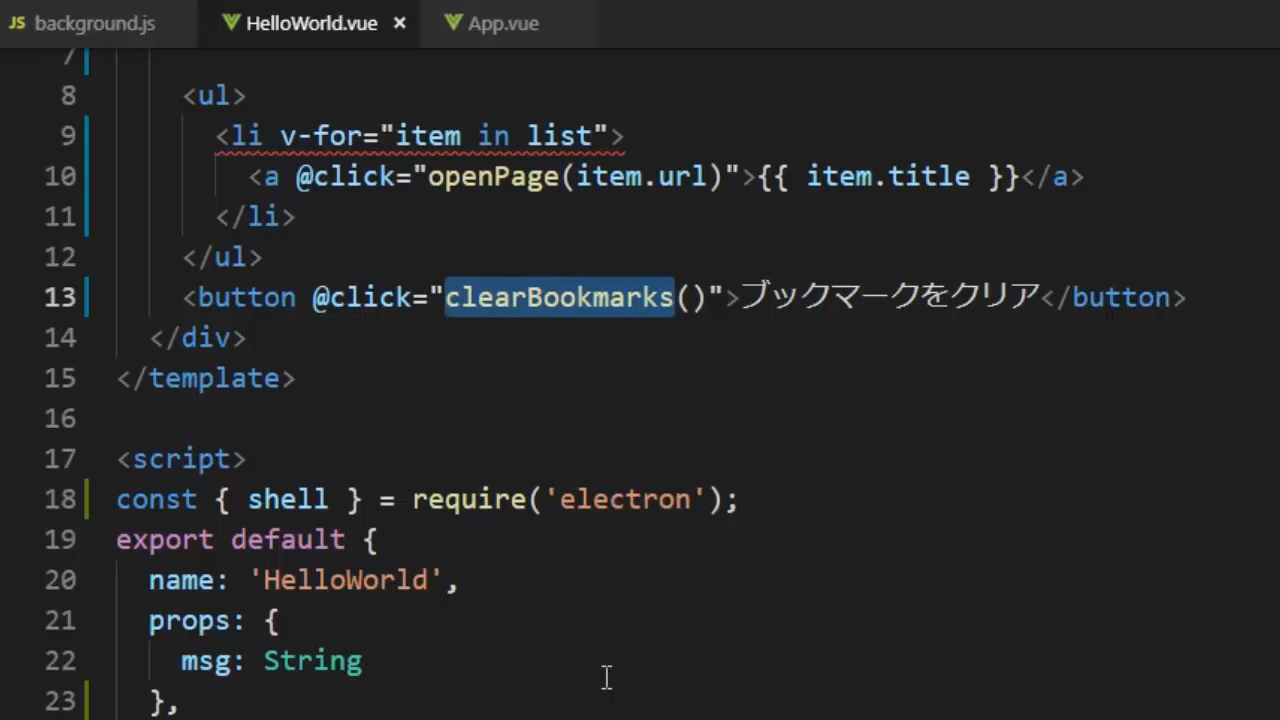 JS background.js HelloWorld.vue × App.vue
7
8 <ul>
9 <li v-for="item in list">
10 <a @click="openPage(item.url)">{{ item.title }}</a>
11 </li>
12 </ul>
13 <button @click="clearBookmarks()">ブックマークをクリア</button>
14 </div>
15 </template>
16
17 <script>
18 const { shell } = require('electron');
19 export default {
20 name: 'HelloWorld',
21 props: {
22 msg: String
23 },